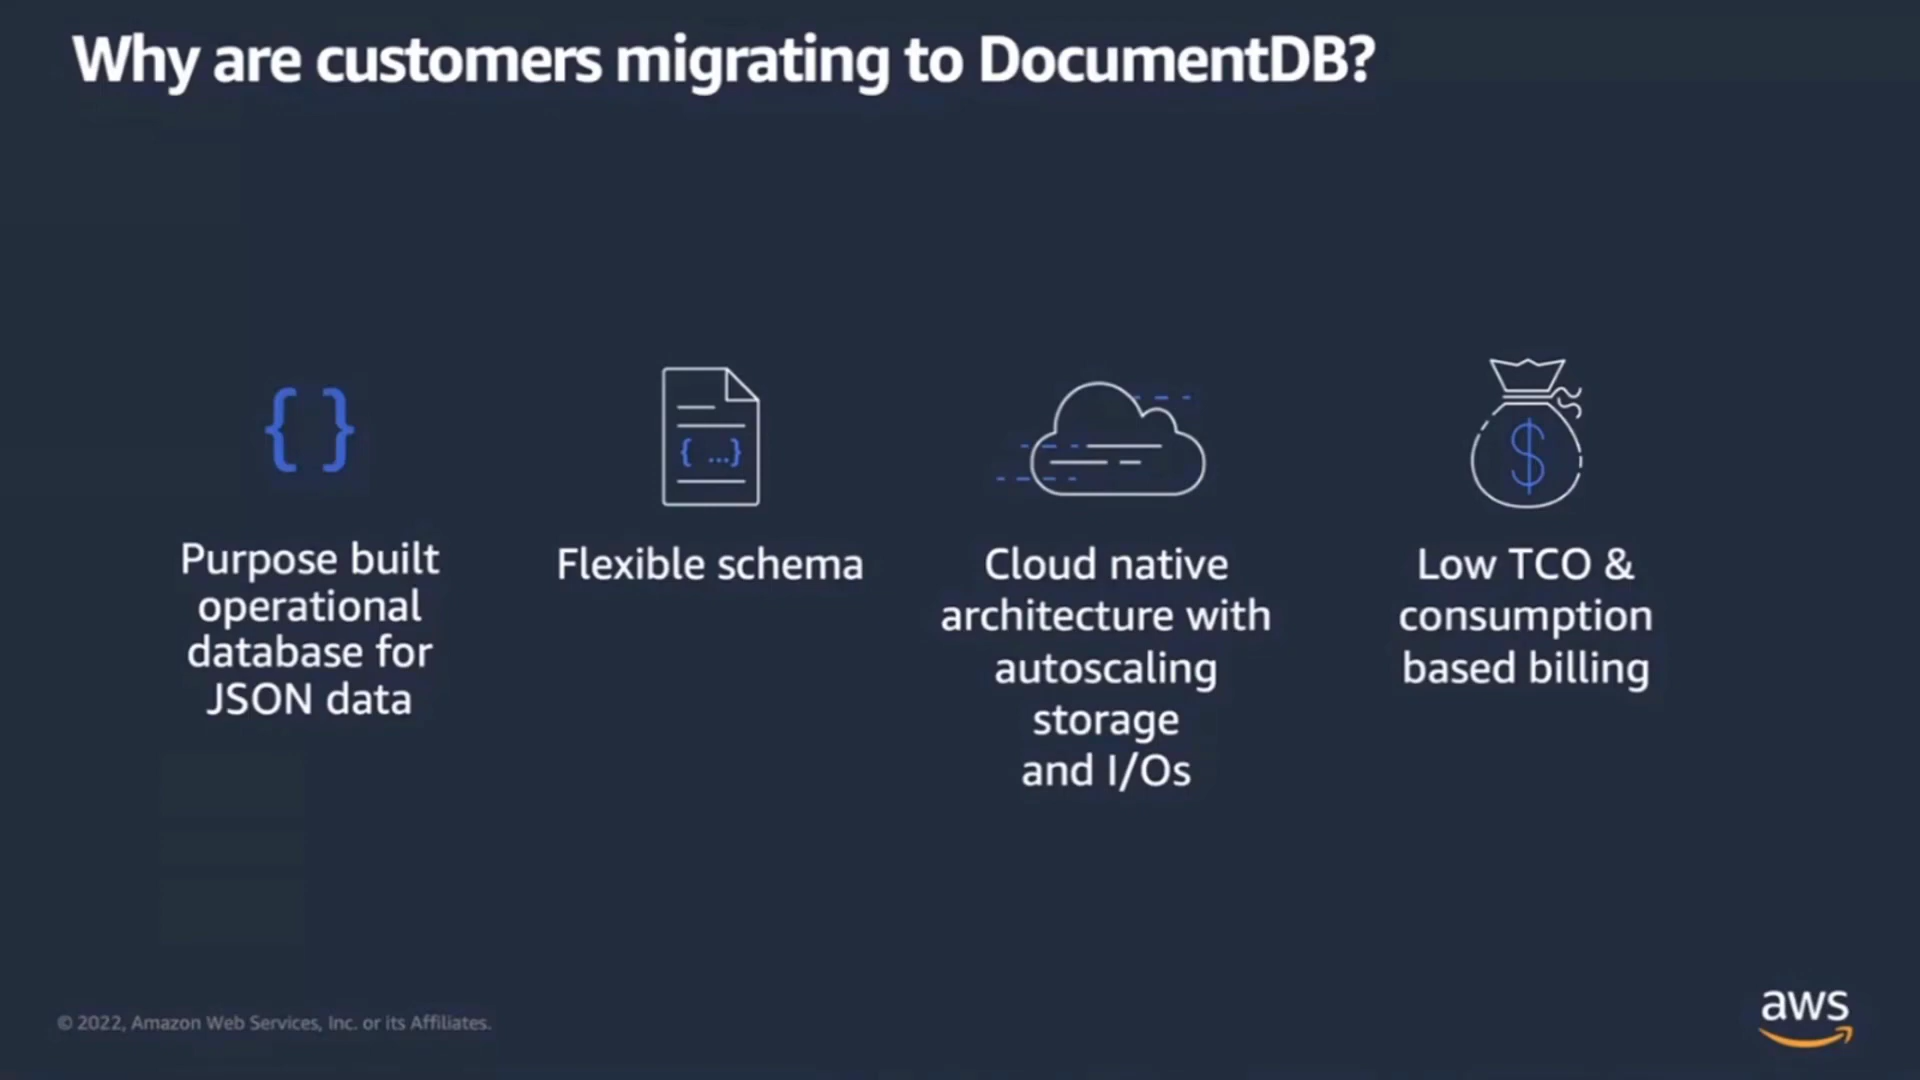 Why are customers migrating to DocumentDB?
{ }
Purpose built
operational
database for
JSON data
{ ...}
Flexible schema
Cloud native
architecture with
autoscaling
storage
and I/Os
$
Low TCO &
consumption
based billing
© 2022, Amazon Web Services, Inc. or its Affiliates.
aws